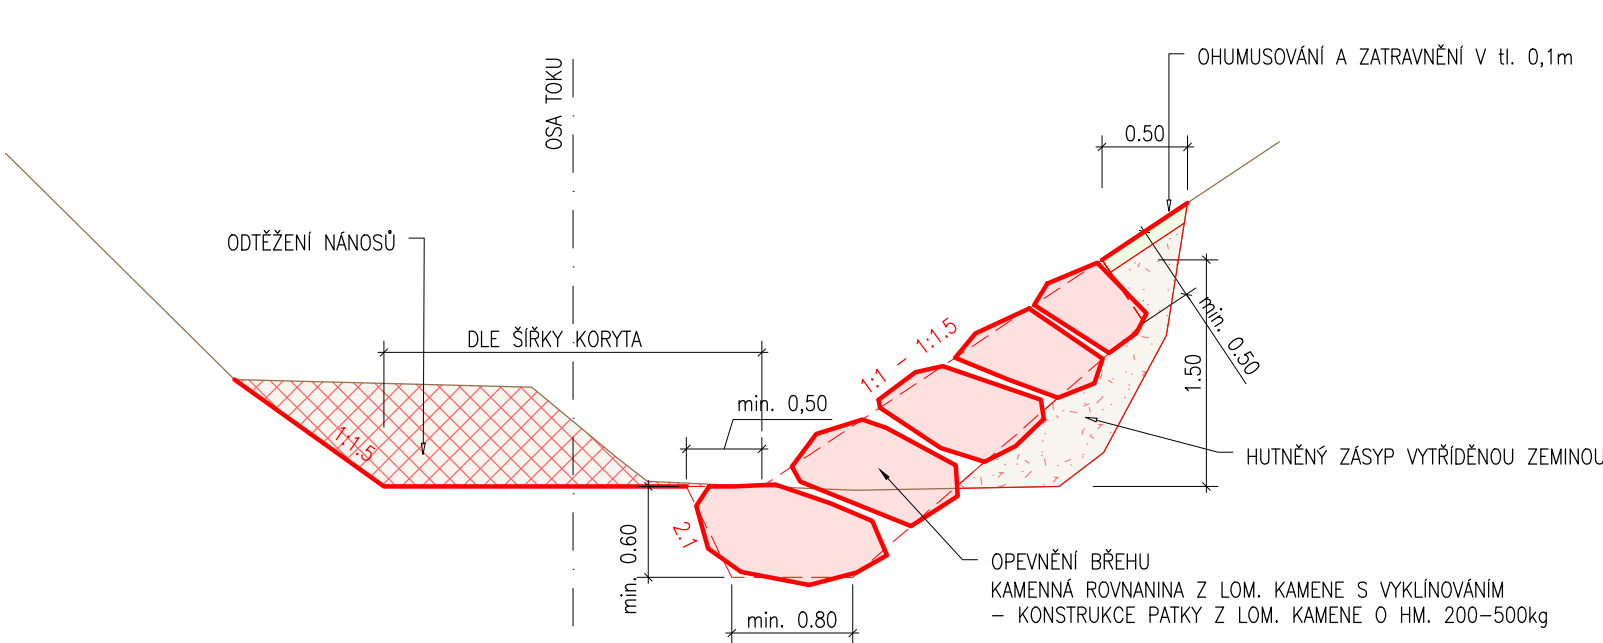 OHUMUSOVÁNÍ A ZATRAVNĚNÍ V tl. 0,1m
OSA TOKU
0.50
ODTĚŽENÍ NÁNOSŮ
min. 0.50
DLE ŠÍŘKY KORYTA
1:1 - 1:1.5
1.50
min. 0,50
1:1.5
HUTNĚNÝ ZÁSYP VYTŘÍDĚNOU ZEMINOU
2:1
min. 0.60
OPEVNĚNÍ BŘEHU
KAMENNÁ ROVNANINA Z LOM. KAMENE S VYKLÍNOVÁNÍM
- KONSTRUKCE PATKY Z LOM. KAMENE O HM. 200-500kg
min. 0.80